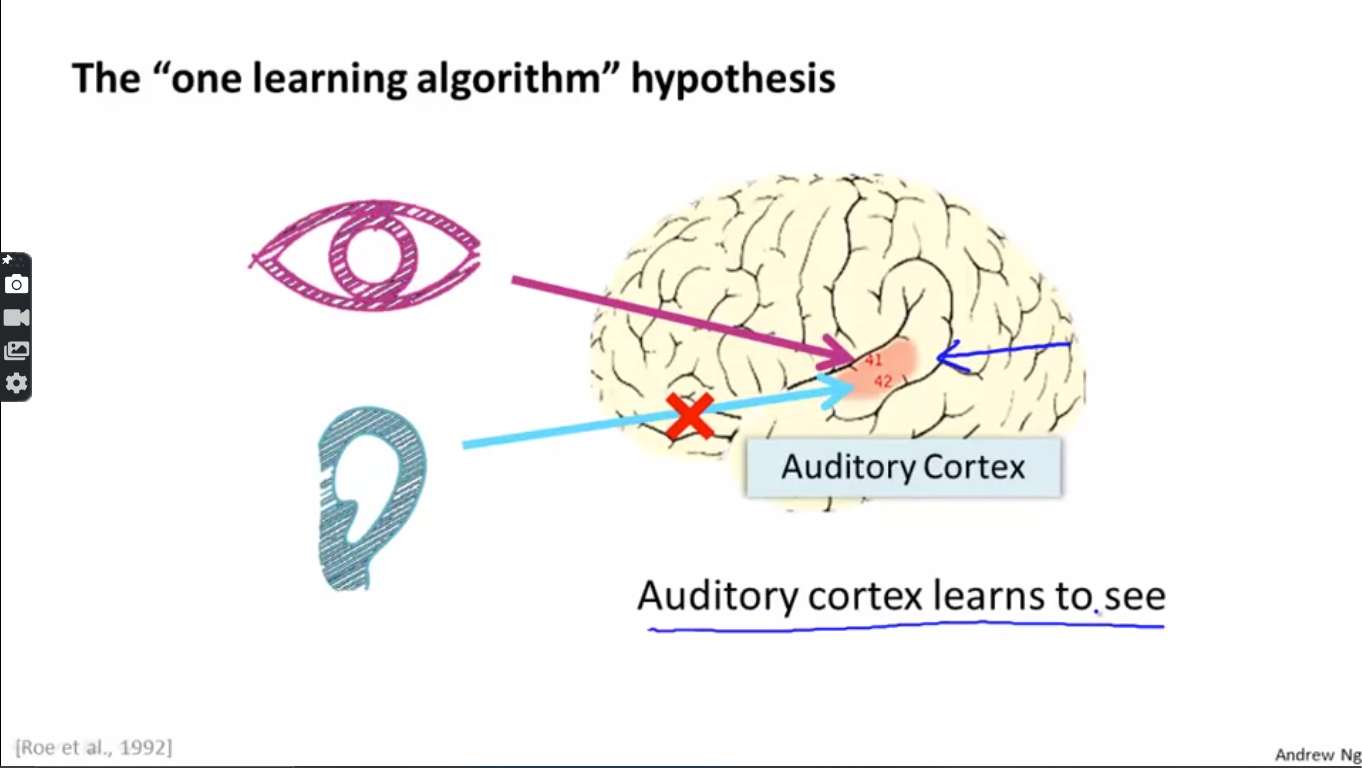 The “one learning algorithm” hypothesis
41
42
Auditory Cortex
Auditory cortex learns to see
[Roe et al., 1992]
Andrew Ng